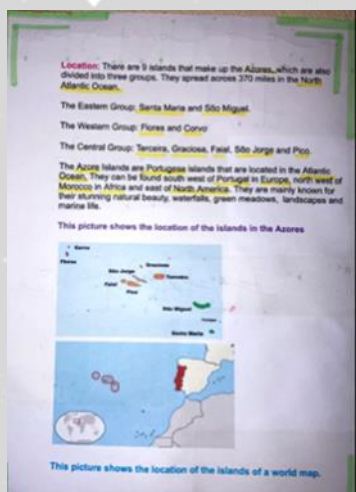 Location: There are 9 islands that make up the Azores, which are also
divided into three groups. They spread across 370 miles in the North
Atlantic Ocean.
The Eastern Group: Santa Maria and São Miguel.
The Western Group: Flores and Corvo
The Central Group: Terceira, Graciosa, Faial, São Jorge and Pico.
The Azore Islands are Portugese islands that are located in the Atlantic
Ocean. They can be found south west of Portugal in Europe, north west of
Morocco in Africa and east of North America. They are mainly known for
their stunning natural beauty, waterfalls, green meadows, landscapes and
marine life.
This picture shows the location of the islands in the Azores
Corvo
Flores
Graciosa
São Jorge
Terceira
Faial
Pico
São Miguel
Santa Maria
This picture shows the location of the islands of a world map.